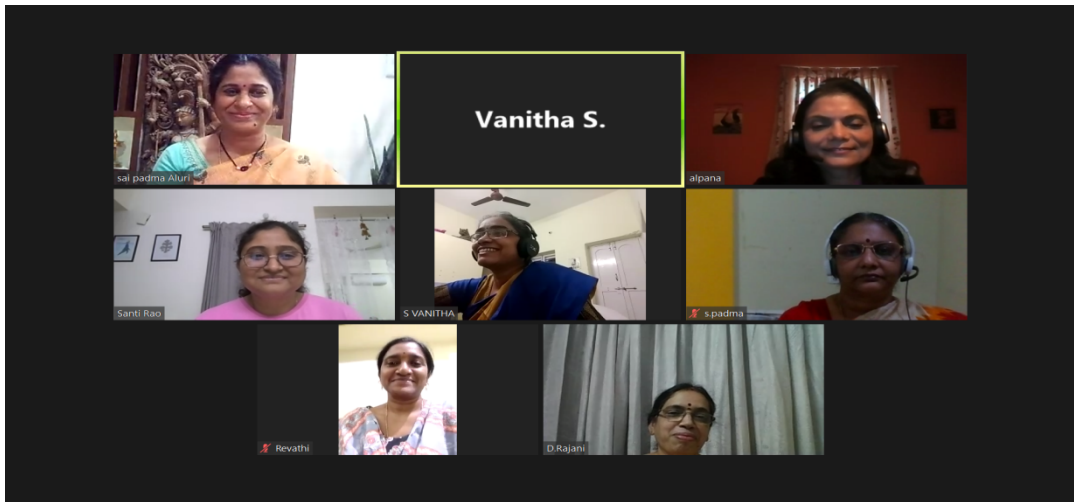 sai padma Aluri
Vanitha S.
alpana
Santi Rao
S VANITHA
s.padma
Revathi
D.Rajani